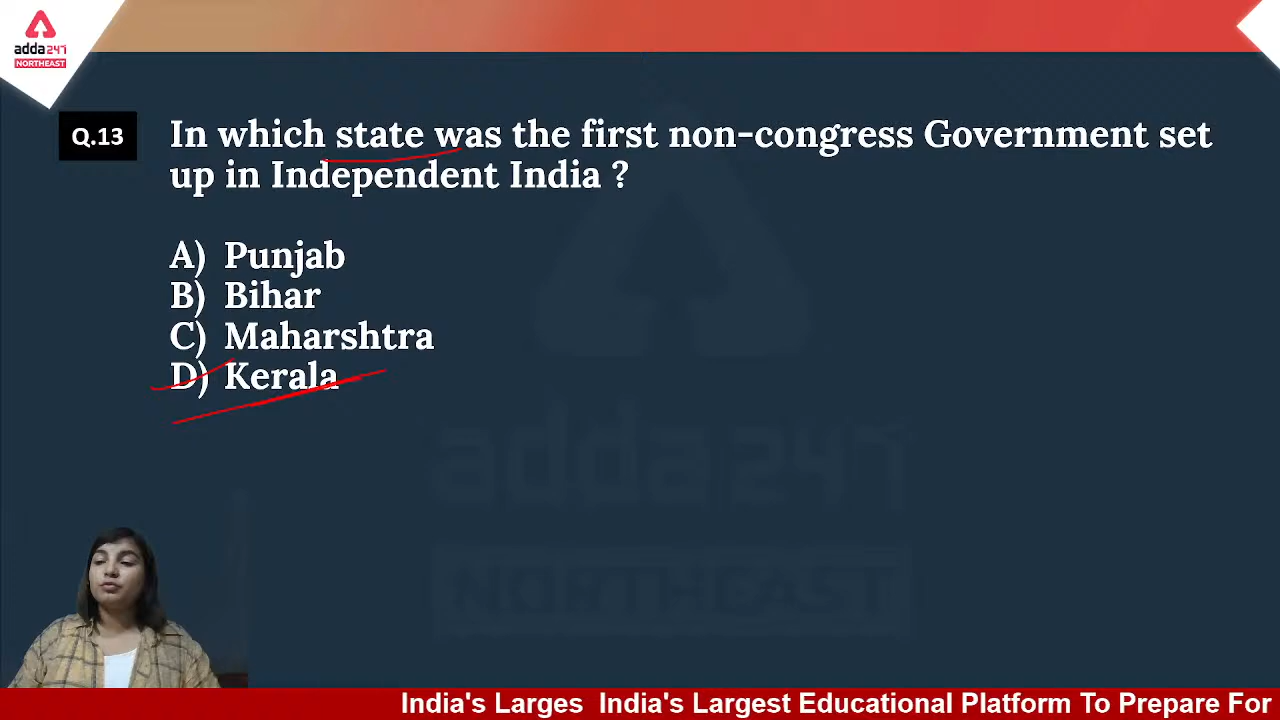 adda247
NORTHEAST
Q.13
In which state was the first non-congress Government set
up in Independent India ?
A) Punjab
B) Bihar
C) Maharshtra
D) Kerala
adda247
NORTHEAST
India's Larges India's Largest Educational Platform To Prepare For